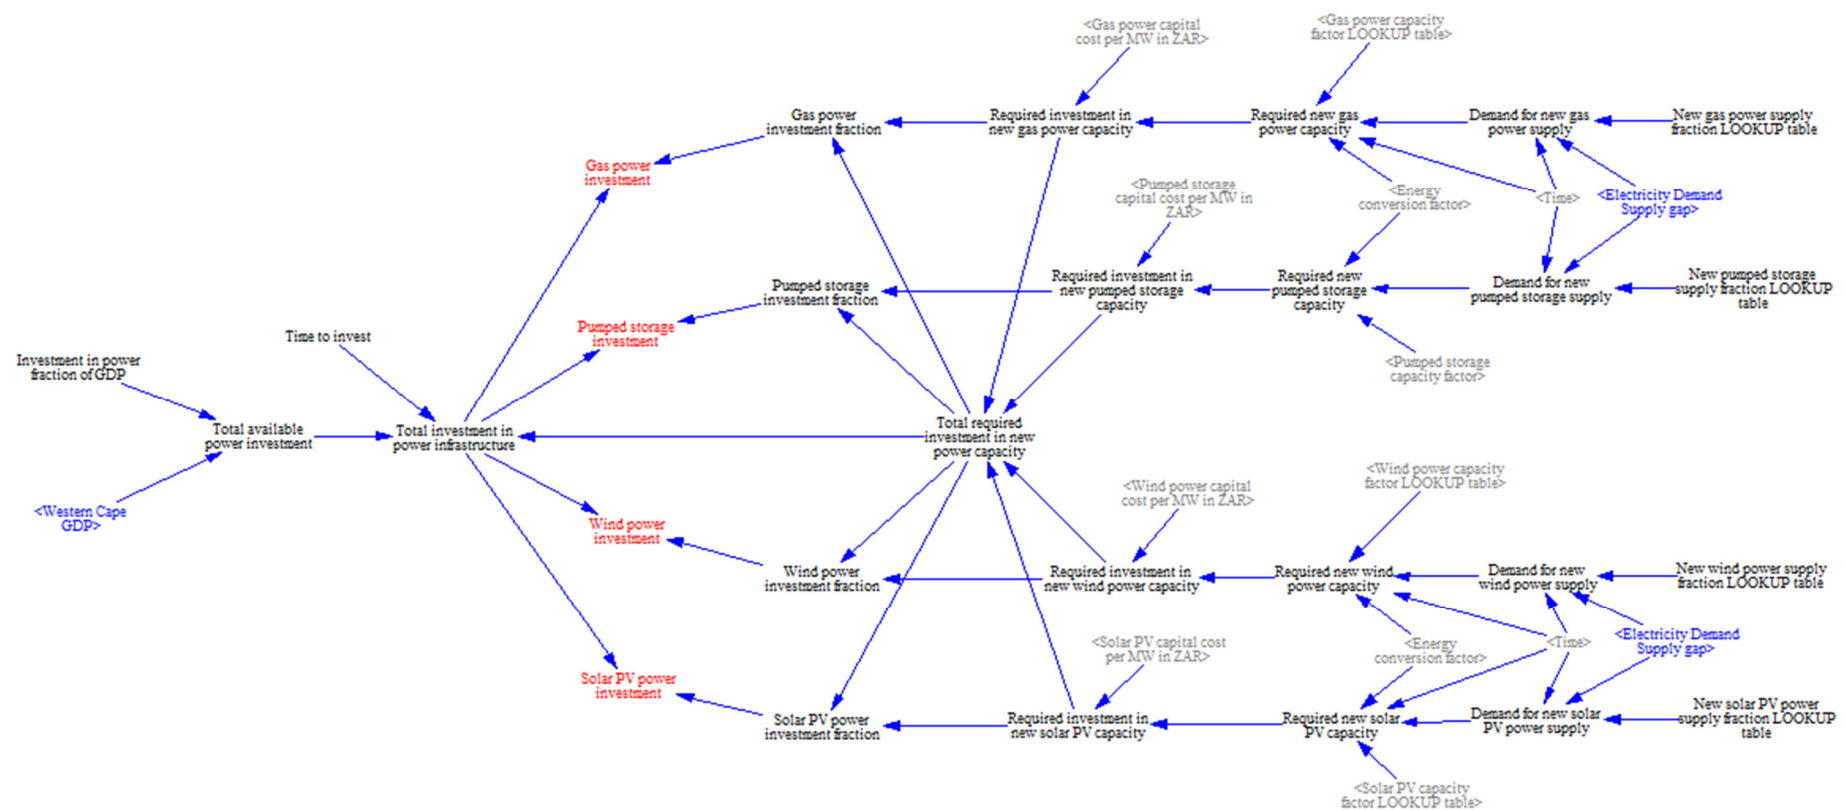 <Gas power capital
cost per MW in ZAR>
<Gas power capacity
factor LOOKUP table>
Gas power
investment fraction
Required investment in
new gas power capacity
Required new gas
power capacity
Demand for new gas
power supply
New gas power supply
fraction LOOKUP table
Gas power
investment
<Pumped storage
capital cost per MW in
ZAR>
<Energy
conversion factor>
<Time>
<Electricity Demand
Supply gap>
Pumped storage
investment fraction
Required investment in
new pumped storage
capacity
Required new
pumped storage
capacity
Demand for new
pumped storage supply
New pumped storage
supply fraction LOOKUP
table
Time to invest
Pumped storage
investment
Investment in power
fraction of GDP
<Pumped storage
capacity factor>
Total available
power investment
Total investment in
power infrastructure
Total required
investment in new
power capacity
<Western Cape
GDP>
<Wind power capital
cost per MW in ZAR>
<Wind power capacity
factor LOOKUP table>
Wind power
investment
Wind power
investment fraction
Required investment in
new wind power capacity
Required new wind
power capacity
Demand for new
wind power supply
New wind power supply
fraction LOOKUP table
<Solar PV capital cost
per MW in ZAR>
<Energy
conversion factor>
<Time>
<Electricity Demand
Supply gap>
Solar PV power
investment
Solar PV power
investment fraction
Required investment in
new solar PV capacity
Required new solar
PV capacity
Demand for new solar
PV power supply
New solar PV power
supply fraction LOOKUP
table
<Solar PV capacity
factor LOOKUP table>